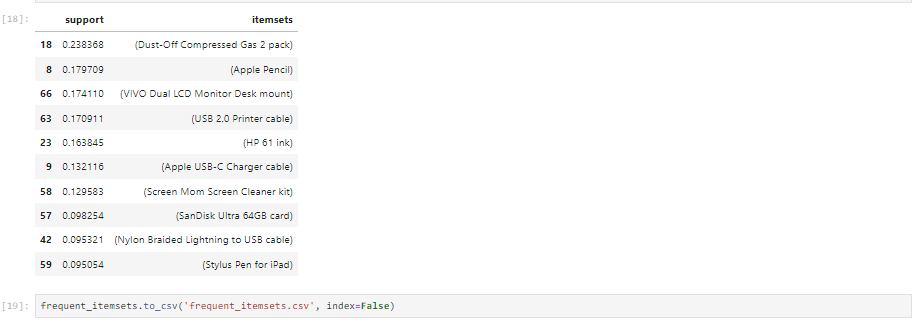 [18]:
support itemsets
18 0.238368 (Dust-Off Compressed Gas 2 pack)
8 0.179709 (Apple Pencil)
66 0.174110 (VIVO Dual LCD Monitor Desk mount)
63 0.170911 (USB 2.0 Printer cable)
23 0.163845 (HP 61 ink)
9 0.132116 (Apple USB-C Charger cable)
58 0.129583 (Screen Mom Screen Cleaner kit)
57 0.098254 (SanDisk Ultra 64GB card)
42 0.095321 (Nylon Braided Lightning to USB cable)
59 0.095054 (Stylus Pen for iPad)
[19]: frequent_itemsets.to_csv('frequent_itemsets.csv', index=False)